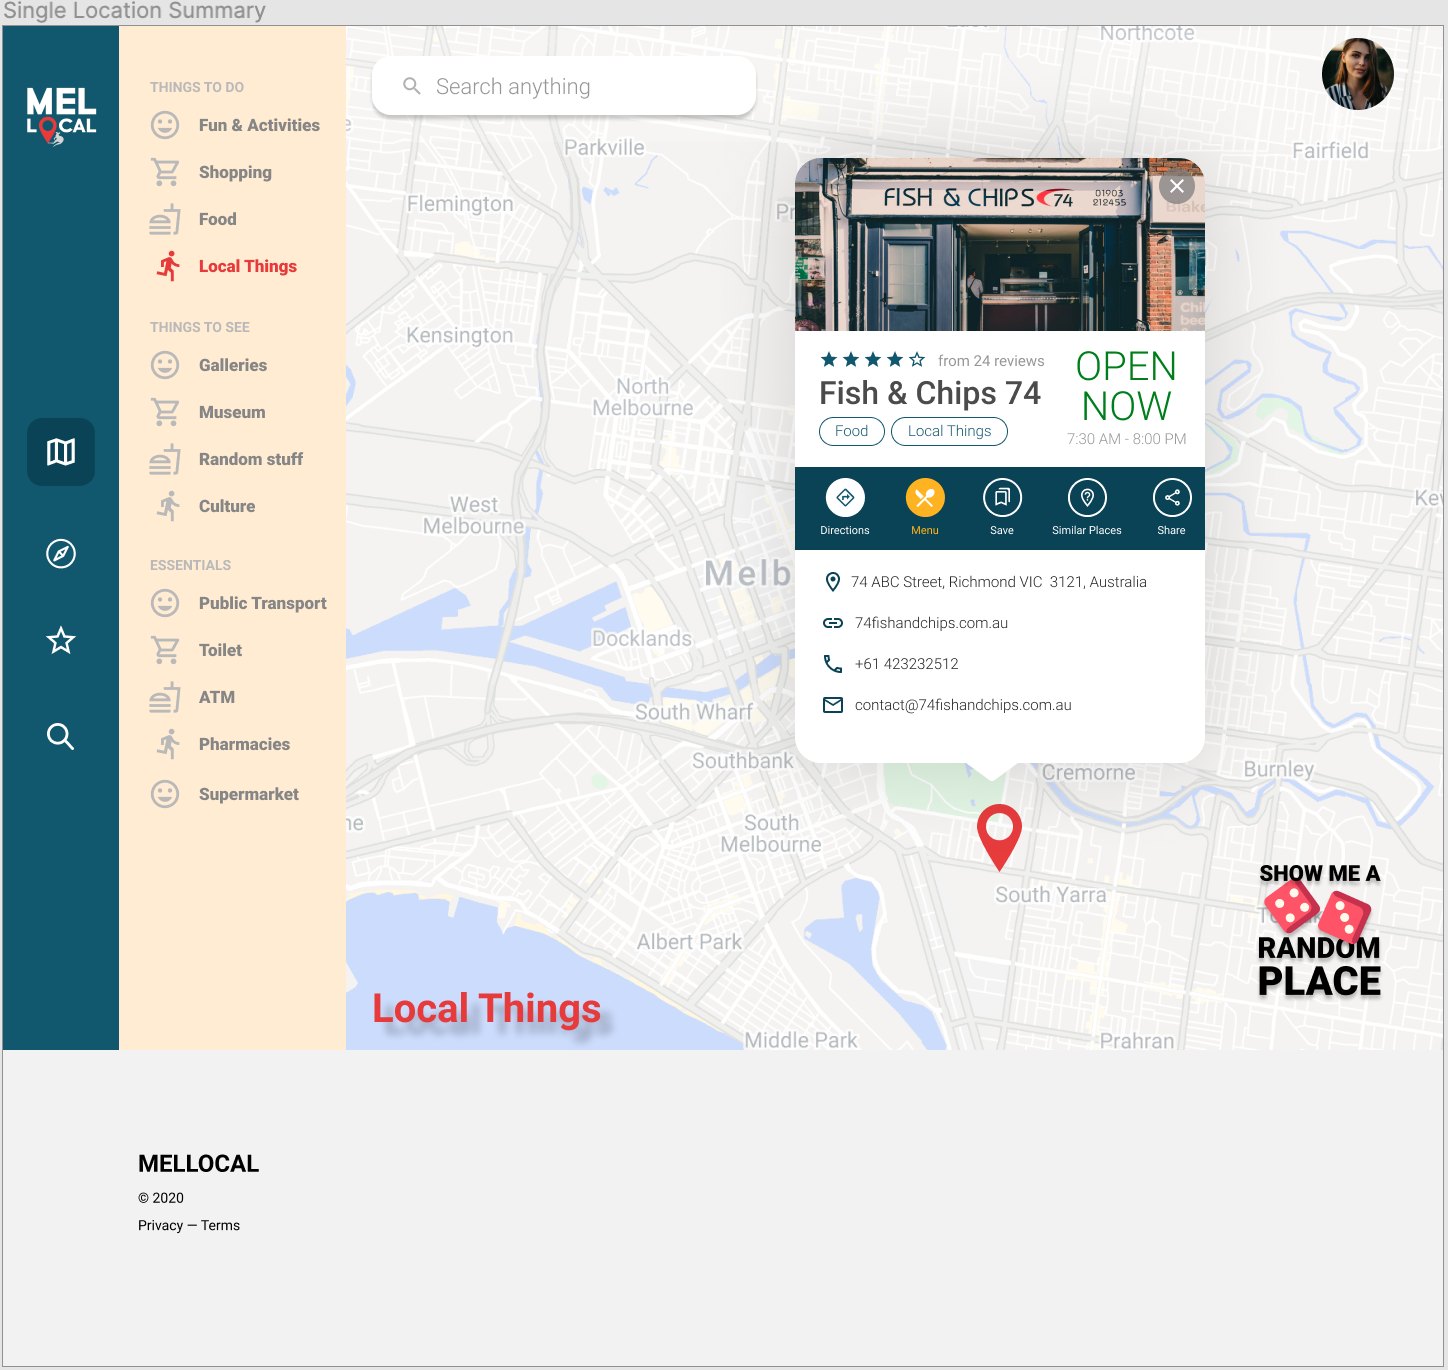 Single Location Summary
MEL
LOCAL
THINGS TO DO
Fun & Activities
Shopping
Food
Local Things
THINGS TO SEE
Galleries
Museum
Random stuff
Culture
ESSENTIALS
Public Transport
Toilet
ATM
Pharmacies
Supermarket
Search anything
Northcote
Parkville
Fairfield
Flemington
Kensington
North
Melbourne
West
Melbourne
Melb
Docklands
South Wharf
Southbank
South
Melbourne
Albert Park
Middle Park
Cremorne
Burnley
South Yarra
Prahran
FISH & CHIPS 74
01903
212455
Blake
from 24 reviews
Fish & Chips 74
Food
Local Things
OPEN
NOW
7:30 AM - 8:00 PM
Directions
Menu
Save
Similar Places
Share
74 ABC Street, Richmond VIC  3121, Australia
74fishandchips.com.au
+61 423232512
contact@74fishandchips.com.au
SHOW ME A
RANDOM
PLACE
Local Things
MELLOCAL
© 2020
Privacy — Terms